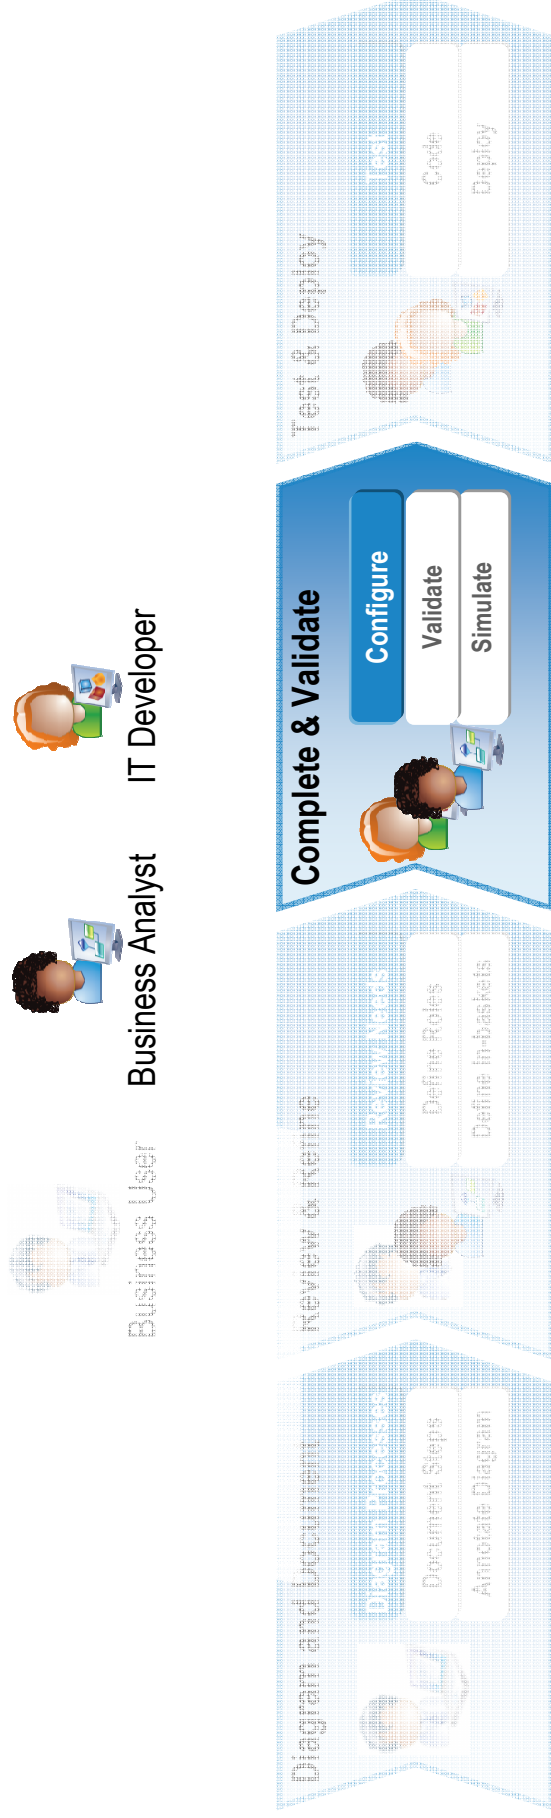 Business User
Business Analyst
IT Developer
Diagram and Document
Diagram Processes
Document Steps
Annotate Diagram
Review & Refine
Review Needs
Define Roles
Define In-baskets
Complete & Validate
Configure
Validate
Simulate
Test & Deploy
Test
Code
Deploy